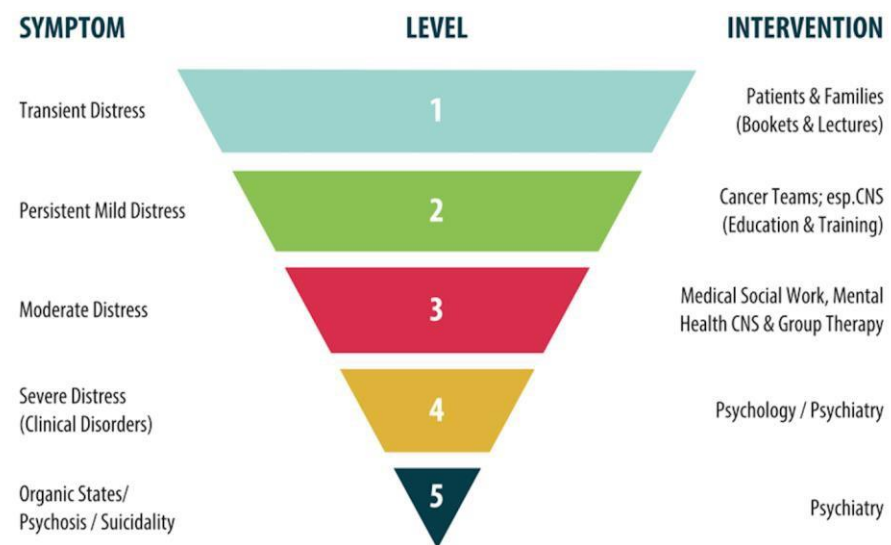 SYMPTOM
LEVEL
INTERVENTION
Transient Distress
1
Patients & Families
(Bookets & Lectures)
Persistent Mild Distress
2
Cancer Teams; esp.CNS
(Education & Training)
Moderate Distress
3
Medical Social Work, Mental
Health CNS & Group Therapy
Severe Distress
(Clinical Disorders)
4
Psychology / Psychiatry
Organic States/
Psychosis / Suicidality
5
Psychiatry